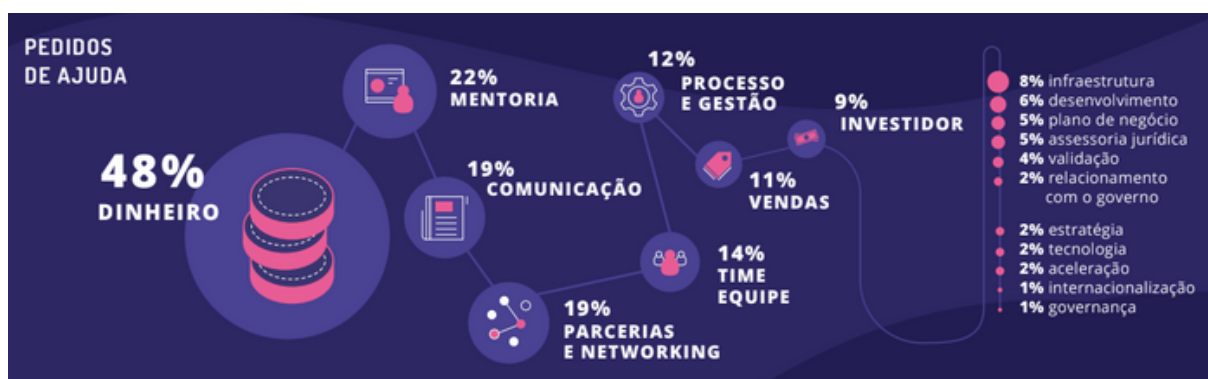 PEDIDOS
DE AJUDA
48%
DINHEIRO
22%
MENTORIA
19%
COMUNICAÇÃO
19%
PARCERIAS
E NETWORKING
14%
TIME
EQUIPE
12%
PROCESSO
E GESTÃO
11%
VENDAS
9%
INVESTIDOR
8% infraestrutura
6% desenvolvimento
5% plano de negócio
5% assessoria jurídica
4% validação
2% relacionamento
com o governo
2% estratégia
2% tecnologia
2% aceleração
1% internacionalização
1% governança